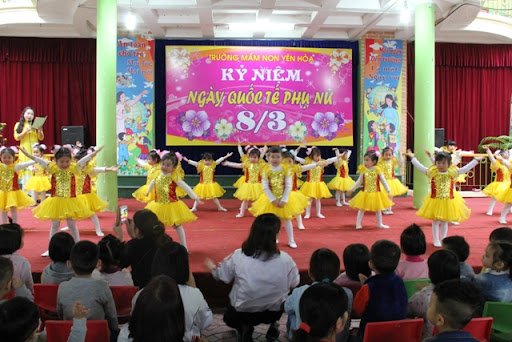 TRƯỜNG MẦM NON YÊN HÒA
KỶ NIỆM
NGÀY QUỐC TẾ PHỤ NỮ
8/3